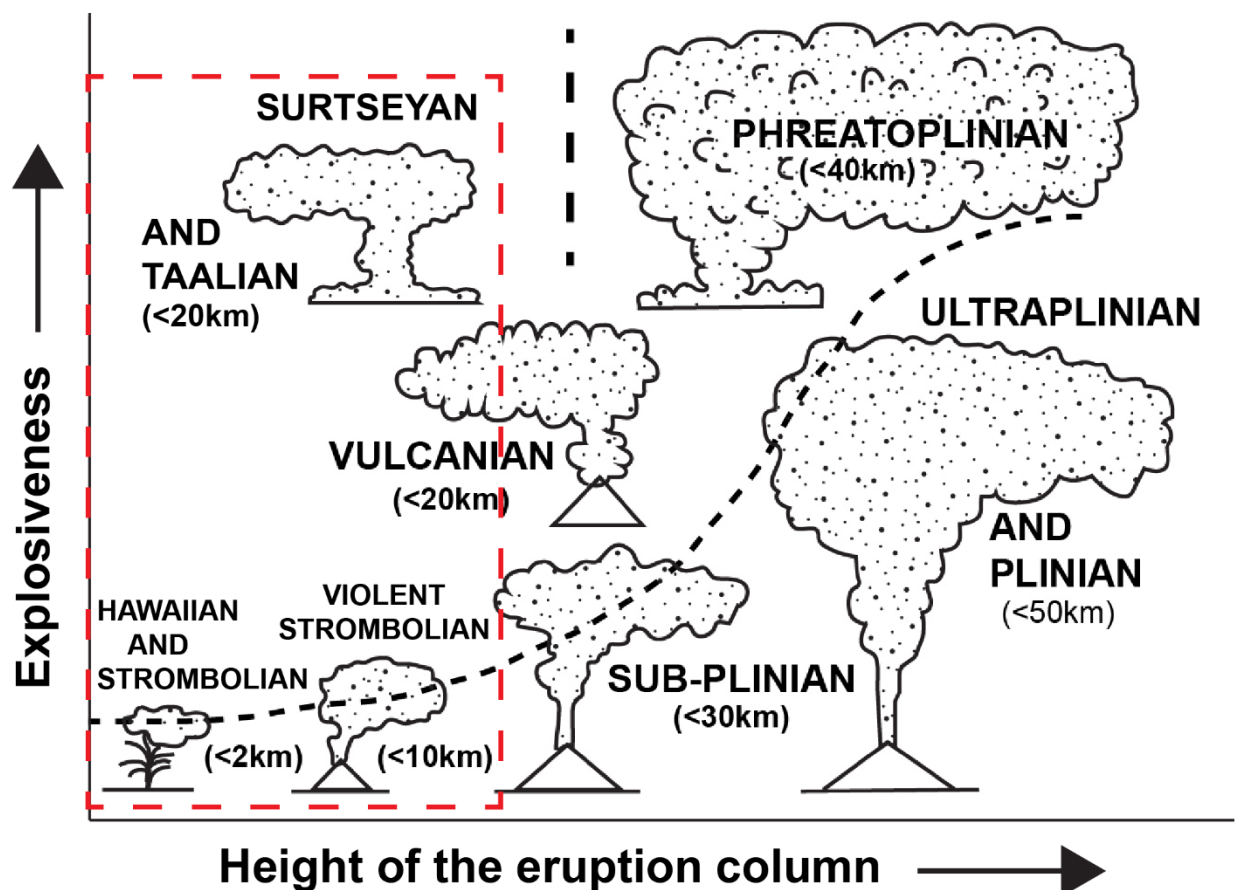 SURTSEYAN
AND
TAALIAN
(<20km)
PHREATOPLINIAN
(<40km)
VULCANIAN
(<20km)
ULTRAPLINIAN
AND
PLINIAN
(<50km)
HAWAIIAN
AND
STROMBOLIAN
(<2km)
VIOLENT
STROMBOLIAN
(<10km)
SUB-PLINIAN
(<30km)
Explosiveness
Height of the eruption column